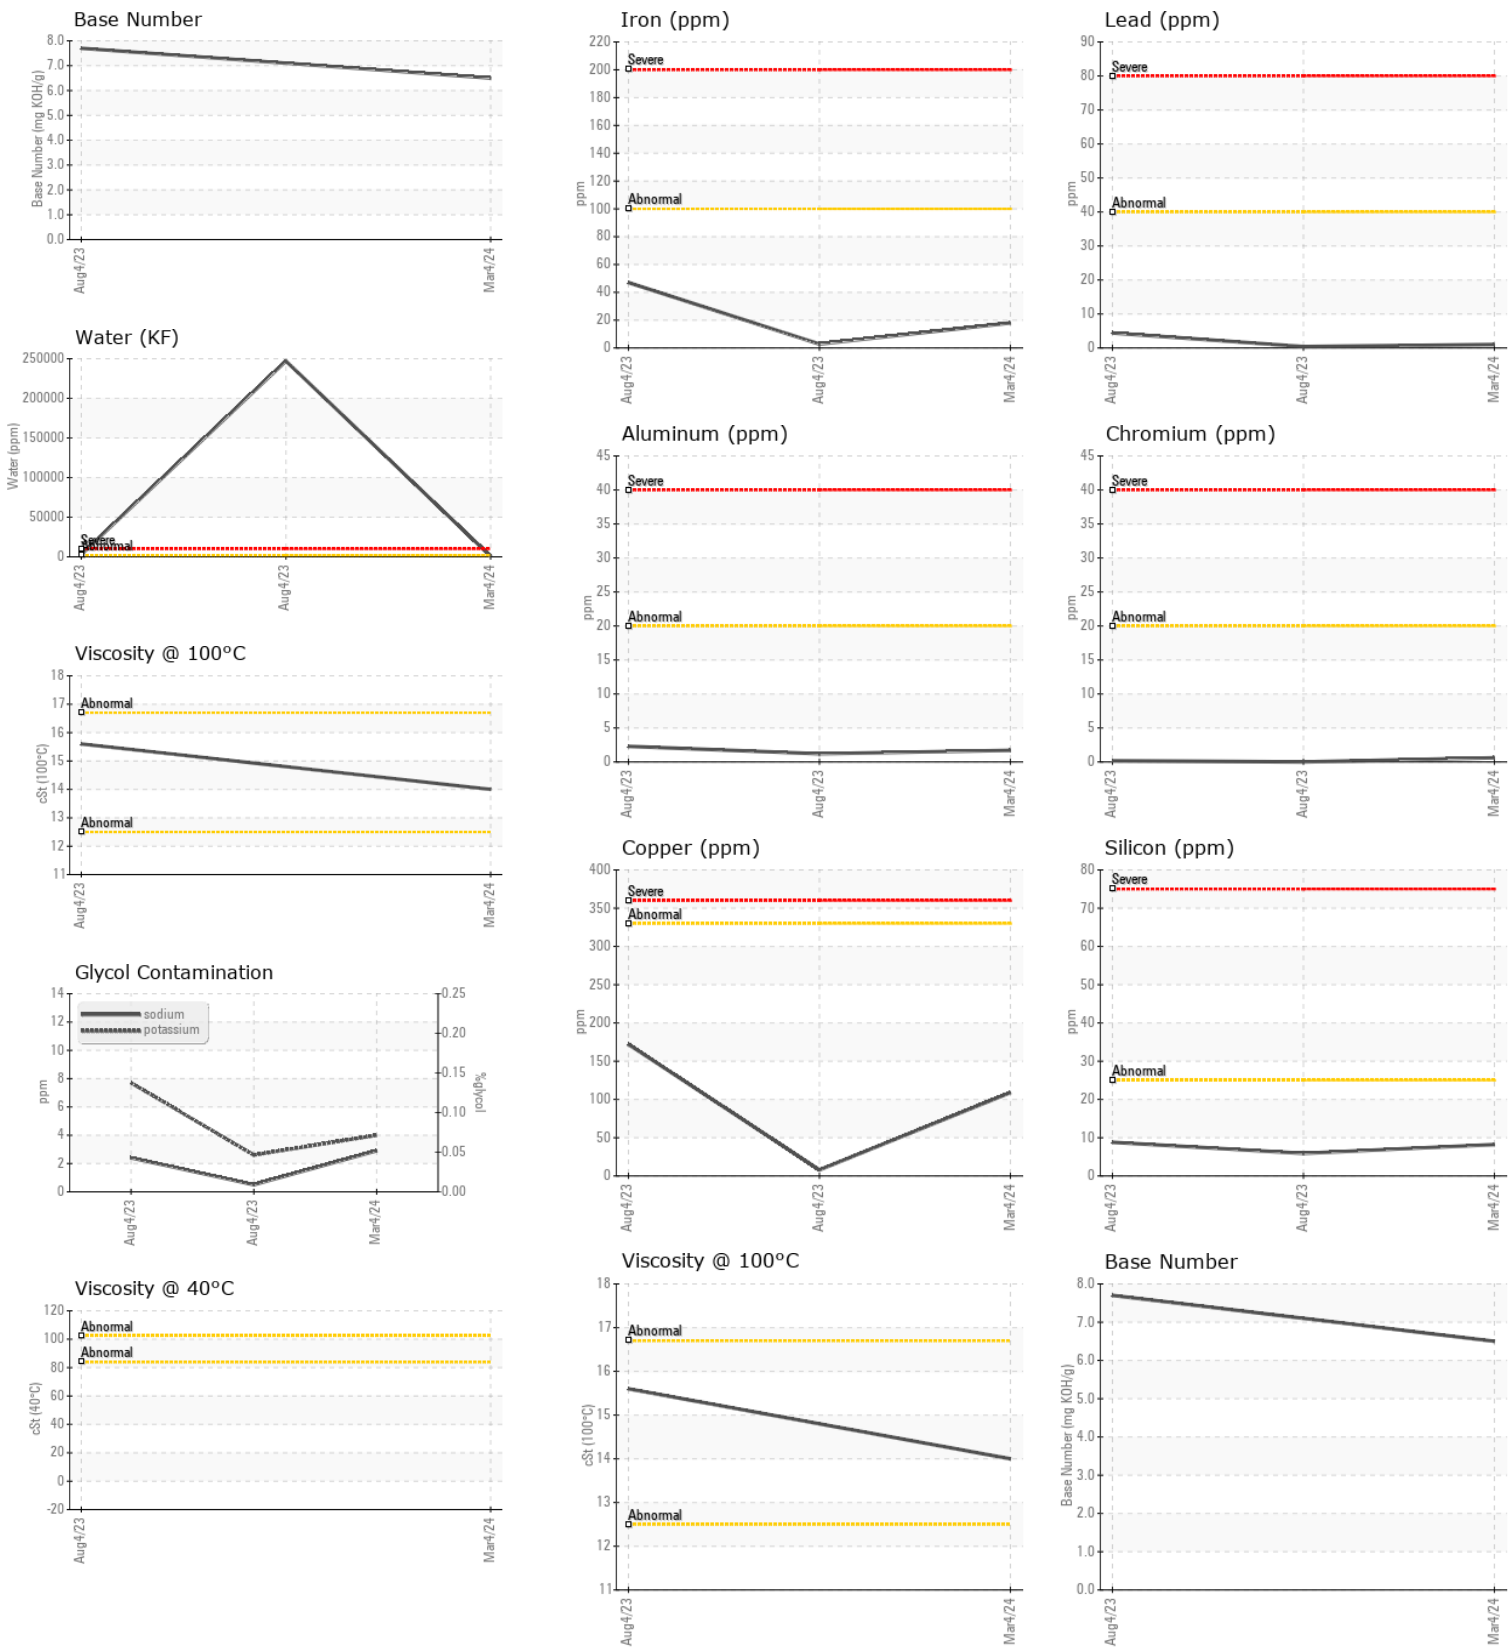 Base Number
8.0
7.0
6.0
5.0
4.0
3.0
2.0
1.0
0.0
Base Number (mg KOH/g)
Aug4/23
Mar4/24
Water (KF)
250000
200000
150000
100000
50000
0
Water (ppm)
Severe
Abnormal
Aug4/23
Aug4/23
Mar4/24
Viscosity @ 100°C
18
17
16
15
14
13
12
11
cSt (100°C)
Abnormal
Abnormal
Aug4/23
Mar4/24
Glycol Contamination
14
12
10
8
6
4
2
0
ppm
sodium
potassium
0.25
0.20
0.15
0.10
0.05
0.00
%glycol
Aug4/23
Aug4/23
Mar4/24
Viscosity @ 40°C
120
100
80
60
40
20
0
-20
cSt (40°C)
Abnormal
Abnormal
Aug4/23
Mar4/24
Iron (ppm)
220
200
180
160
140
120
100
80
60
40
20
0
ppm
Severe
Abnormal
Aug4/23
Aug4/23
Mar4/24
Lead (ppm)
90
80
70
60
50
40
30
20
10
0
ppm
Severe
Abnormal
Aug4/23
Aug4/23
Mar4/24
Aluminum (ppm)
45
40
35
30
25
20
15
10
5
0
ppm
Severe
Abnormal
Aug4/23
Aug4/23
Mar4/24
Chromium (ppm)
45
40
35
30
25
20
15
10
5
0
ppm
Severe
Abnormal
Aug4/23
Aug4/23
Mar4/24
Copper (ppm)
400
350
300
250
200
150
100
50
0
ppm
Severe
Abnormal
Aug4/23
Aug4/23
Mar4/24
Silicon (ppm)
80
70
60
50
40
30
20
10
0
ppm
Severe
Abnormal
Aug4/23
Aug4/23
Mar4/24
Viscosity @ 100°C
18
17
16
15
14
13
12
11
cSt (100°C)
Abnormal
Abnormal
Aug4/23
Mar4/24
Base Number
8.0
7.0
6.0
5.0
4.0
3.0
2.0
1.0
0.0
Base Number (mg KOH/g)
Aug4/23
Mar4/24